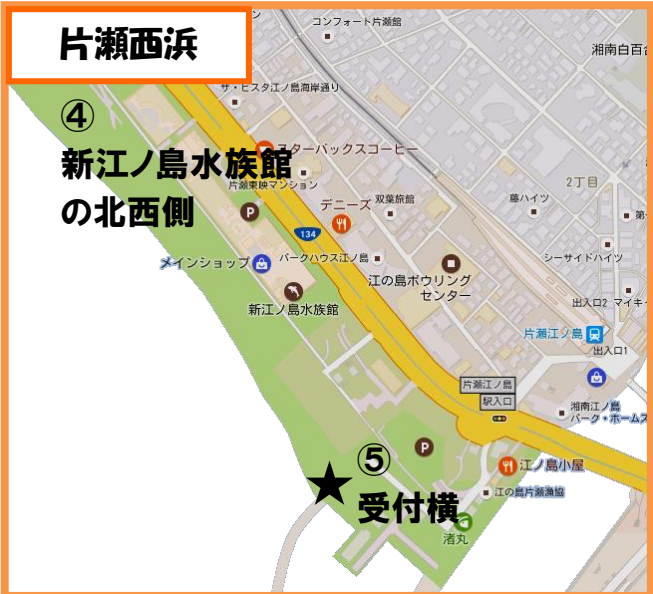 片瀬西浜
コンフォート片瀬館
湘南白百合
ザ・ビスタ江ノ島海岸通り
④
新江ノ島水族館
の北西側
スターバックスコーヒー
片瀬東映マンション
2丁目
デニーズ
双葉旅館
藤ハイツ
第一
134
メインショップ
パークハウス江ノ島
江の島ボウリング
センター
シーサイドハイツ
新江ノ島水族館
出入口2
マイキ
片瀬江ノ島
出入口1
片瀬江ノ島
駅入口
湘南江ノ島
パーク・ホームズ
P
P
⑤
受付横
江ノ島小屋
江の島片瀬漁協
渚丸